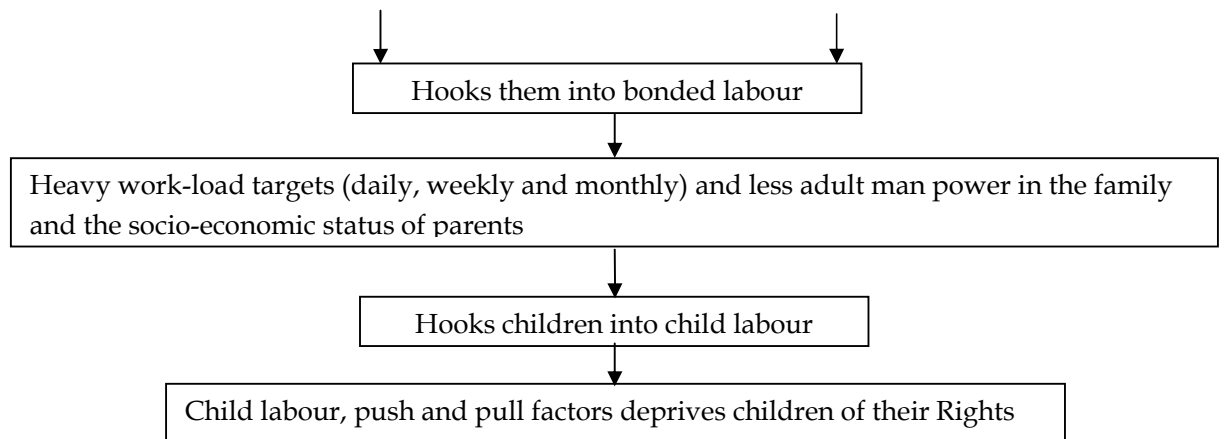 Hooks them into bonded labour
Heavy work-load targets (daily, weekly and monthly) and less adult man power in the family
and the socio-economic status of parents
Hooks children into child labour
Child labour, push and pull factors deprives children of their Rights